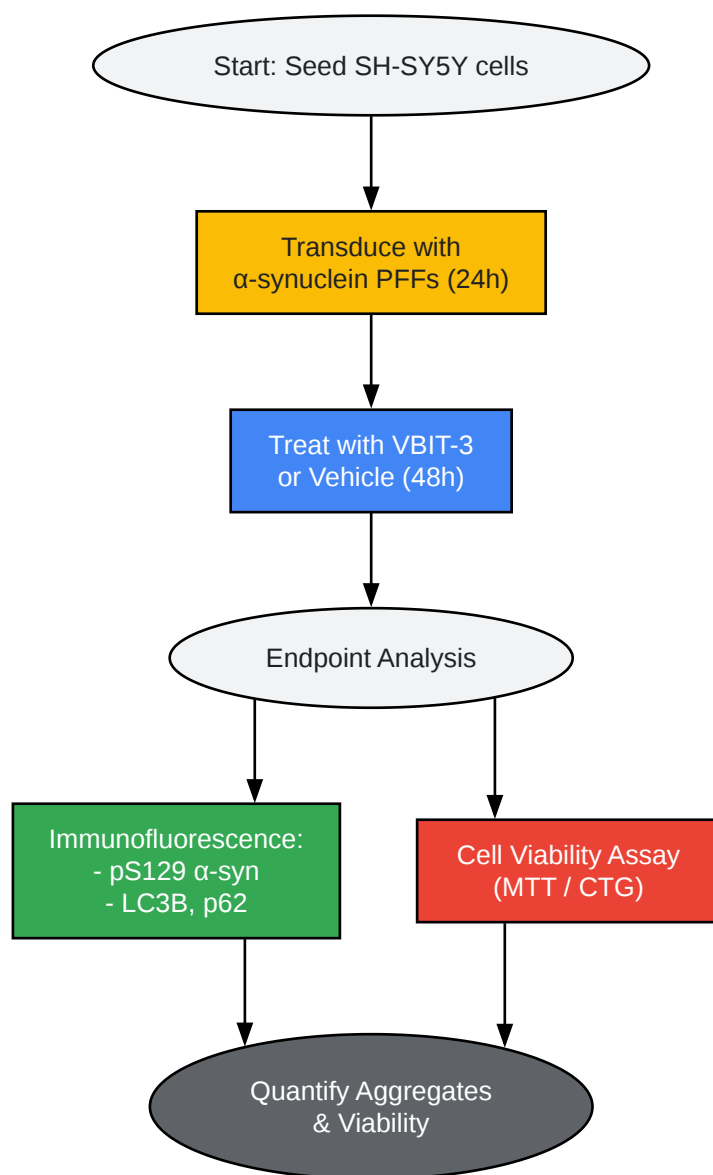 Start: Seed SH-SY5Y cells
Transduce with
α-synuclein PFFs (24h)
Treat with VBIT-3
or Vehicle (48h)
Endpoint Analysis
Immunofluorescence:
- pS129 α-syn
- LC3B, p62
Cell Viability Assay
(MTT / CTG)
Quantify Aggregates
& Viability